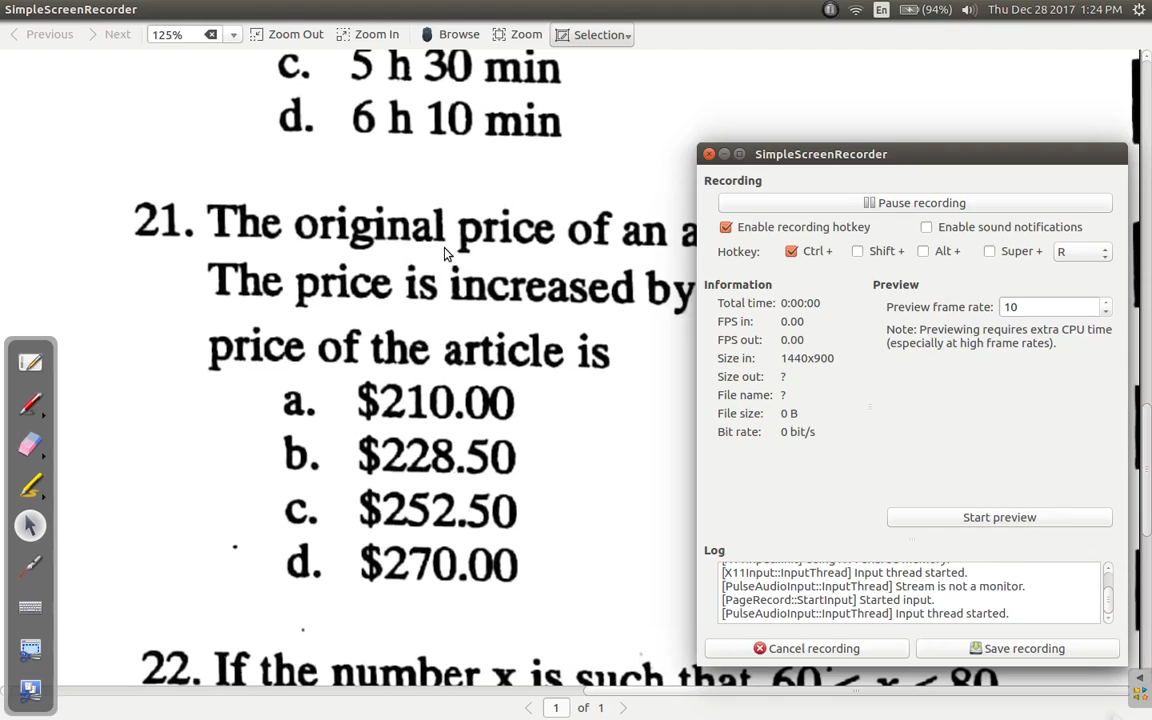 SimpleScreenRecorder
En
(94%)
Thu Dec 28 2017 1:24 PM
Previous
Next
125%
Zoom Out
Zoom In
Browse
Zoom
Selection
c. 5 h 30 min
d. 6 h 10 min
21. The original price of an a
The price is increased by
price of the article is
a. $210.00
b. $228.50
c. $252.50
d. $270.00
22. If the number x is such that 60 < x < 80
SimpleScreenRecorder
Recording
Pause recording
Enable recording hotkey
Enable sound notifications
Hotkey:
Ctrl +
Shift +
Alt +
Super +
R
Information
Total time: 0:00:00
FPS in: 0.00
FPS out: 0.00
Size in: 1440x900
Size out: ?
File name: ?
File size: 0 B
Bit rate: 0 bit/s
Preview
Preview frame rate: 10
Note: Previewing requires extra CPU time
(especially at high frame rates).
Start preview
Log
[X11Input::InputThread] Input thread started.
[PulseAudioInput::InputThread] Stream is not a monitor.
[PageRecord::StartInput] Started input.
[PulseAudioInput::InputThread] Input thread started.
Cancel recording
Save recording
1 of 1